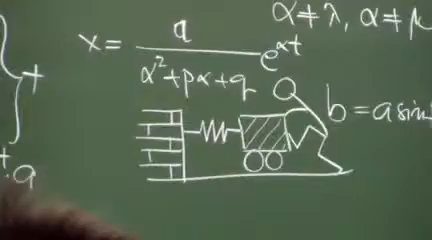 α≠λ, α≠μ
x = a / (α²+pα+q) e^{αt}
+
b = a sin
+
q